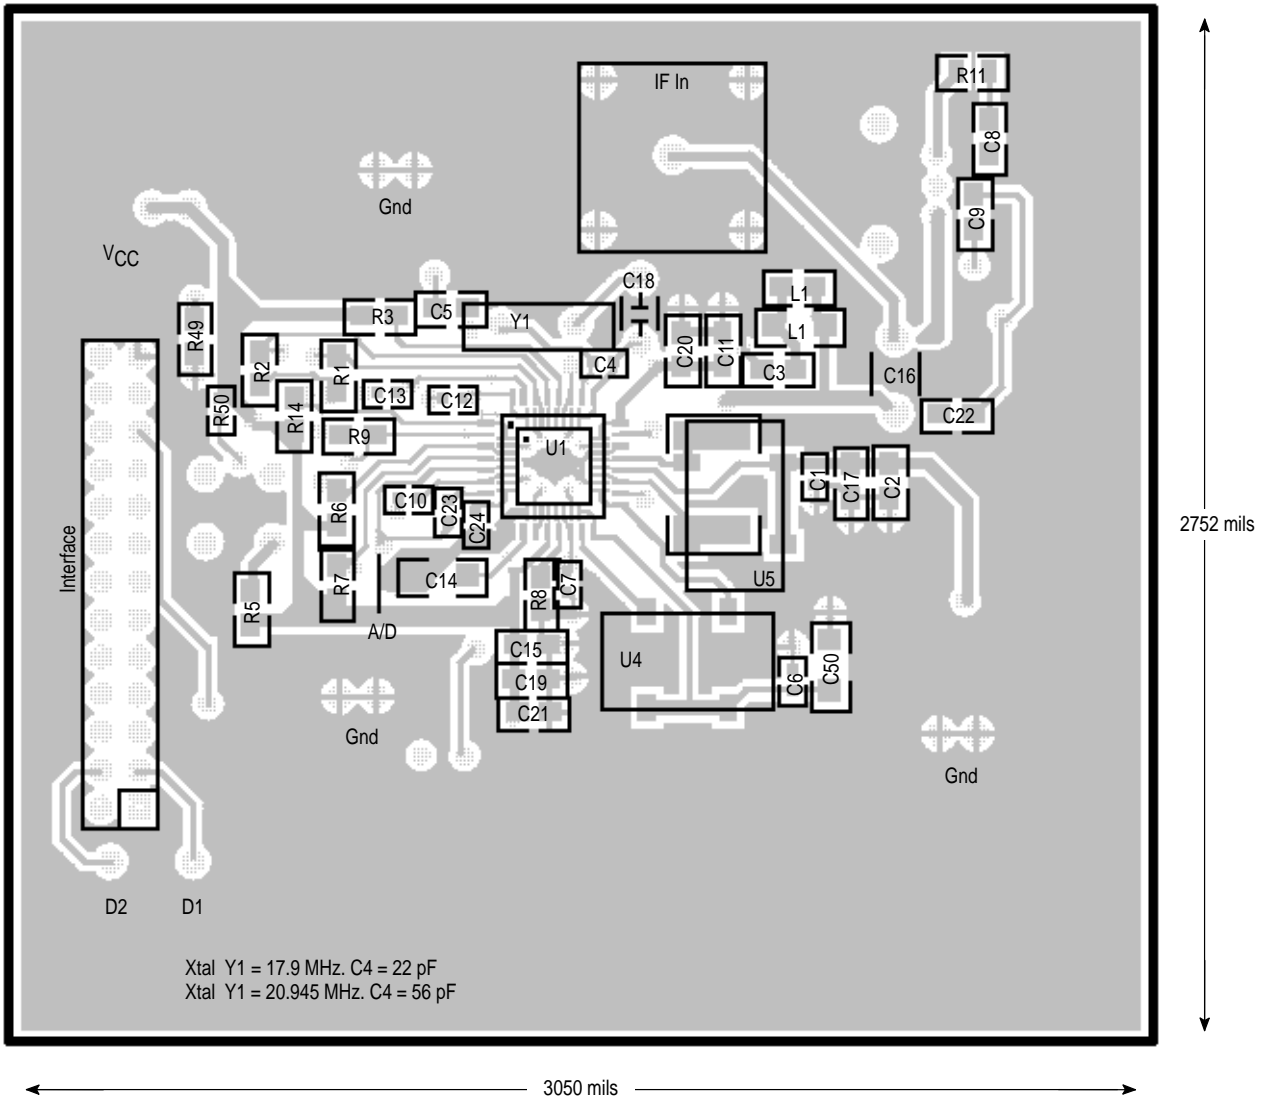 IF In
R11
C8
Gnd
C9
VCC
C18
L1
R3
C5
Y1
L1
R49
R2
R1
C4
C20
C11
C3
C16
C13
C12
R50
R14
C22
R9
U1
C1
C17
C2
C10
C23
C24
R6
2752 mils
Interface
R7
C14
C7
U5
R5
R8
A/D
C15
U4
C50
C19
C6
C21
Gnd
Gnd
D2
D1
Xtal Y1 = 17.9 MHz. C4 = 22 pF
Xtal Y1 = 20.945 MHz. C4 = 56 pF
3050 mils